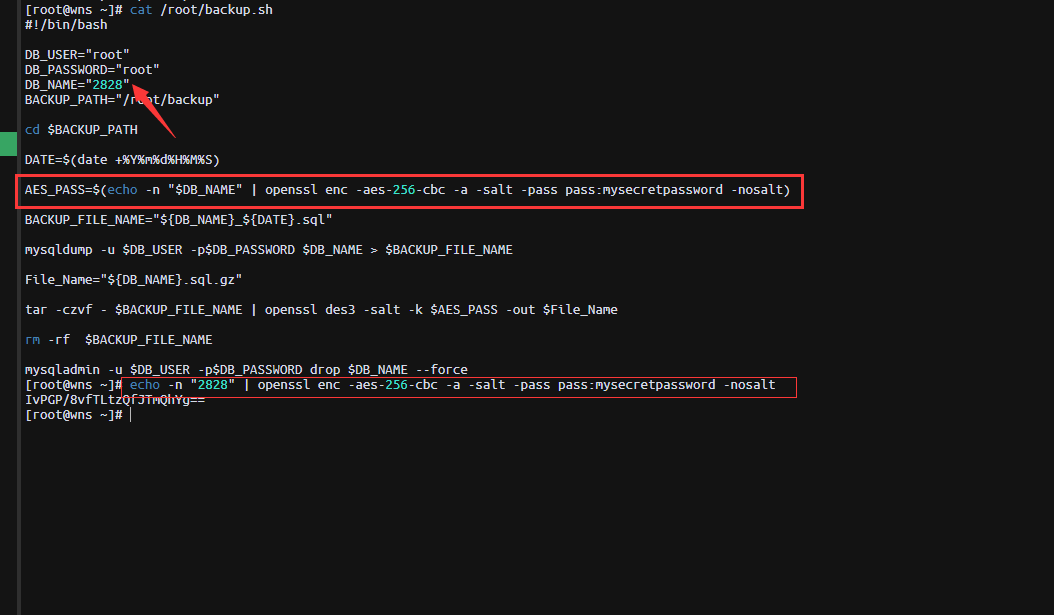 [root@wns ~]# cat /root/backup.sh
#!/bin/bash
DB_USER="root"
DB_PASSWORD="root"
DB_NAME="2828"
BACKUP_PATH="/root/backup"
cd $BACKUP_PATH
DATE=$(date +%Y%m%d%H%M%S)
AES_PASS=$(echo -n "$DB_NAME" | openssl enc -aes-256-cbc -a -salt -pass pass:mysecretpassword -nosalt)
BACKUP_FILE_NAME="${DB_NAME}_${DATE}.sql"
mysqldump -u $DB_USER -p$DB_PASSWORD $DB_NAME > $BACKUP_FILE_NAME
File_Name="${DB_NAME}.sql.gz"
tar -czvf - $BACKUP_FILE_NAME | openssl des3 -salt -k $AES_PASS -out $File_Name
rm -rf  $BACKUP_FILE_NAME
mysqladmin -u $DB_USER -p$DB_PASSWORD drop $DB_NAME --force
[root@wns ~]# echo -n "2828" | openssl enc -aes-256-cbc -a -salt -pass pass:mysecretpassword -nosalt
IvPGP/8vfTLtzQfJTmQhYg==
[root@wns ~]#